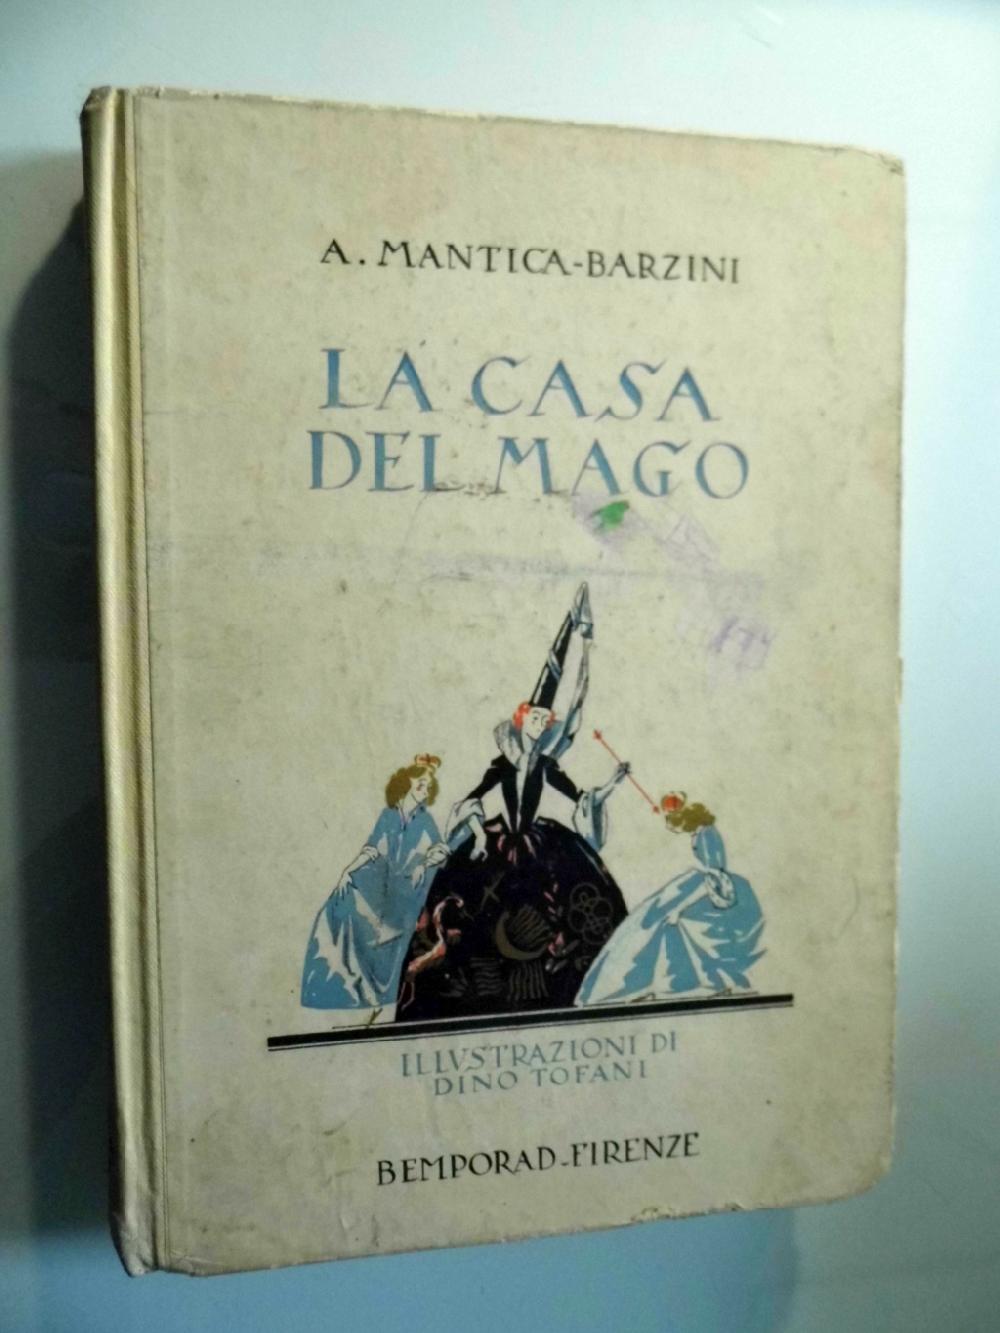 A. MANTICA-BARZINI
LA CASA
DEL MAGO
ILLVSTRAZIONI DI
DINO TOFANI
BEMPORAD-FIRENZE